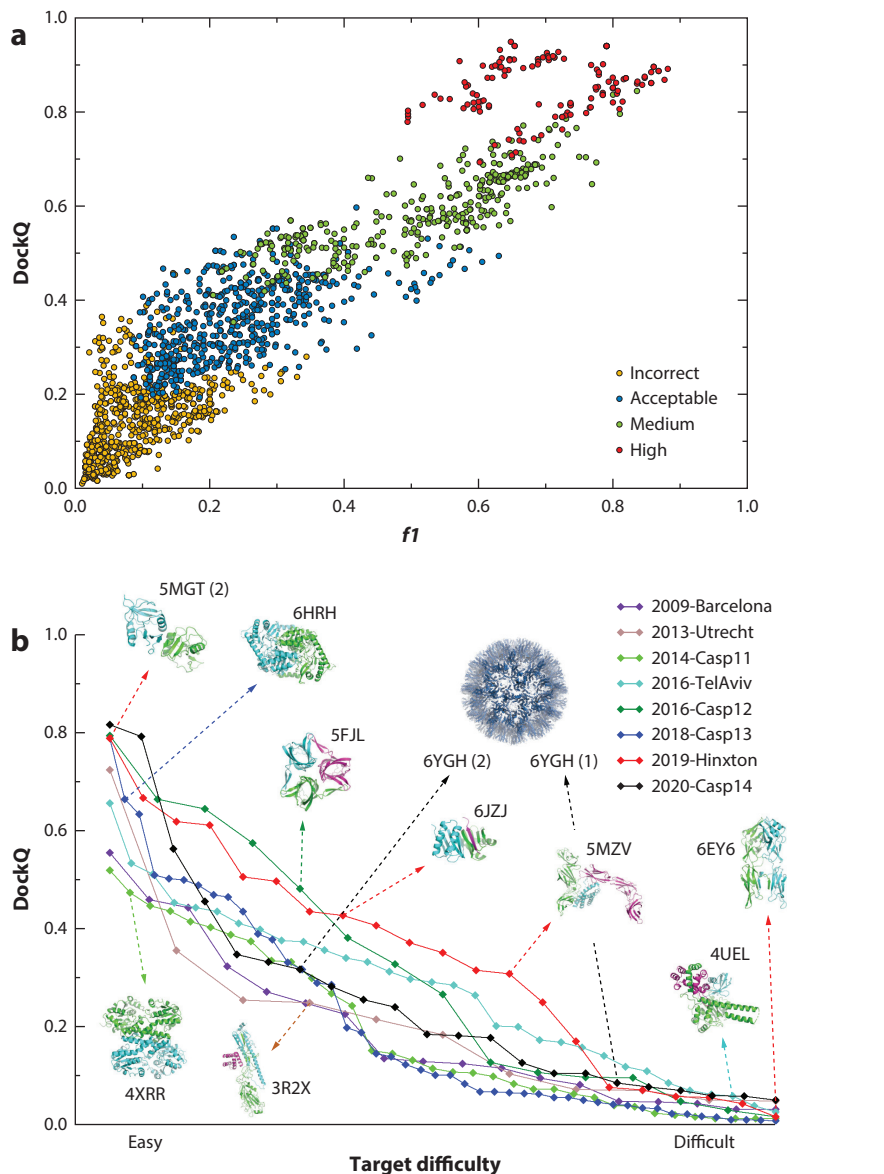 a
1.0
0.8
0.6
0.4
0.2
0.0
DockQ
Incorrect
Acceptable
Medium
High
0.0 0.2 0.4 0.6 0.8 1.0
f1
b
5MGT (2)
6HRH
2009-Barcelona
2013-Utrecht
2014-Casp11
2016-TelAviv
2016-Casp12
2018-Casp13
2019-Hinxton
2020-Casp14
1.0
0.8
0.6
0.4
0.2
0.0
DockQ
5FJL
6YGH (2)
6YGH (1)
6JZJ
5MZV
6EY6
4UEL
4XRR
3R2X
Easy
Difficult
Target difficulty